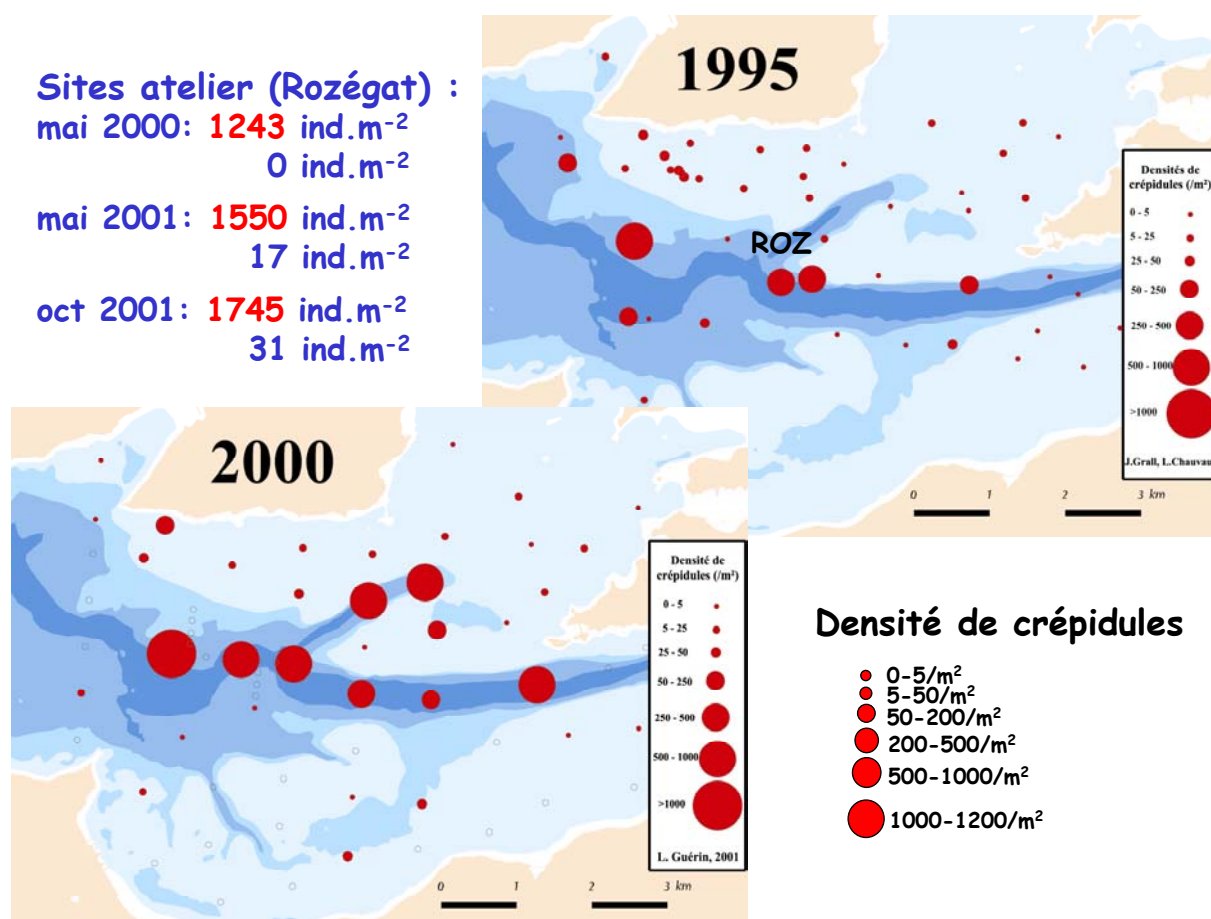 Sites atelier (Rozégat) :
mai 2000: 1243 ind.m⁻²
0 ind.m⁻²
mai 2001: 1550 ind.m⁻²
17 ind.m⁻²
oct 2001: 1745 ind.m⁻²
31 ind.m⁻²
1995
ROZ
Densités de
crépidules (/m²)
0 - 5
5 - 25
25 - 50
50 - 250
250 - 500
500 - 1000
>1000
J.Grall, L.Chauvau
0 1 2 3 km
2000
Densité de
crépidules (/m²)
0 - 5
5 - 25
25 - 50
50 - 250
250 - 500
500 - 1000
>1000
L. Guérin, 2001
0 1 2 3 km
Densité de crépidules
0-5/m²
5-50/m²
50-200/m²
200-500/m²
500-1000/m²
1000-1200/m²